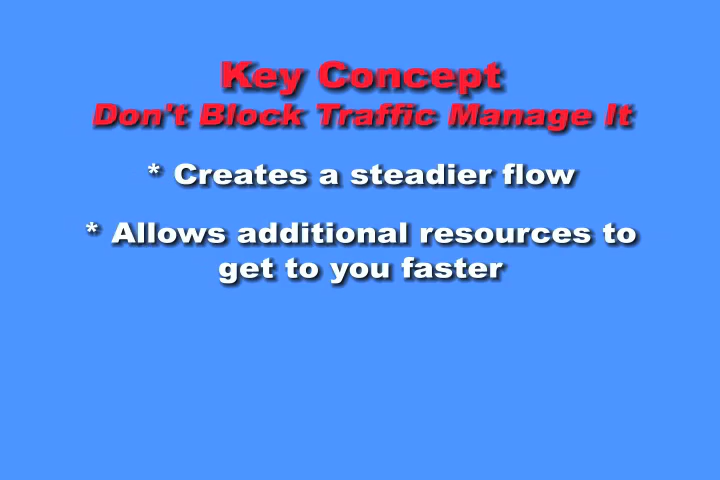 Key Concept
Don't Block Traffic Manage It
* Creates a steadier flow
* Allows additional resources to
get to you faster